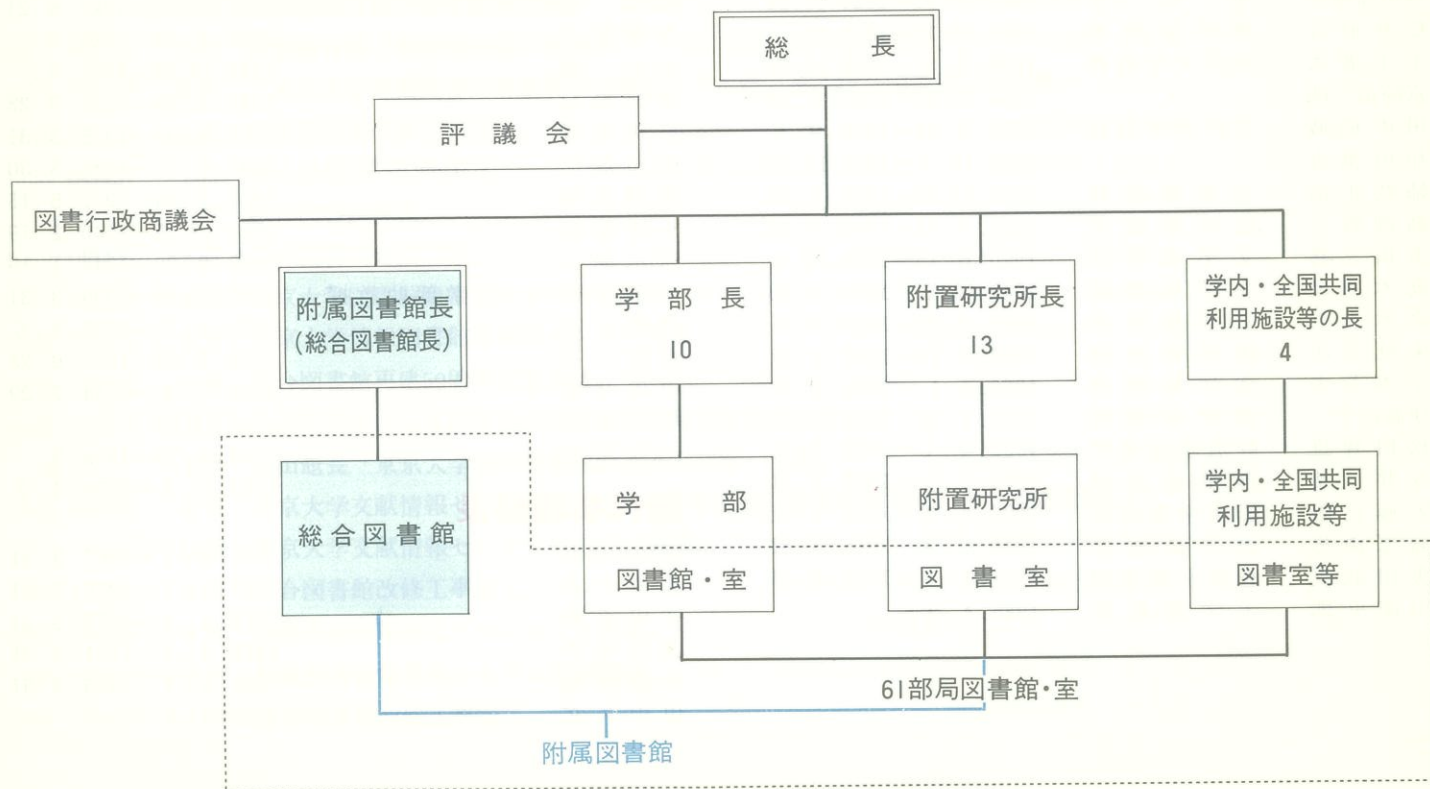 総 長
評 議 会
図書行政商議会
附属図書館長
(総合図書館長)
学 部 長
10
附置研究所長
13
学内・全国共同
利用施設等の長
4
総合図書館
学 部
図書館・室
附置研究所
図 書 室
学内・全国共同
利用施設等
図書室等
61部局図書館・室
附属図書館